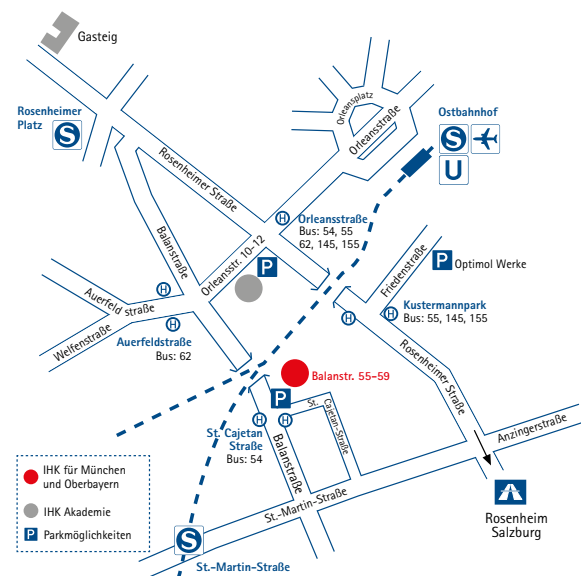 Gasteig
Rosenheimer
Platz
S
Orleansplatz
Orleansstraße
Ostbahnhof
S
U
Rosenheimer Straße
H
Orleansstraße
Bus: 54, 55
62, 145, 155
Balanstraße
Orleansstr. 10–12
P
Friedenstraße
P
Optimol Werke
H
Auerfeld straße
H
Kustermannpark
Bus: 55, 145, 155
H
H
Welfenstraße
Auerfeldstraße
Bus: 62
Rosenheimer Straße
Balanstr. 55–59
P
St.
Cajetan-Straße
H
H
St. Cajetan
Straße
Bus: 54
Balanstraße
Anzingerstraße
IHK für München
und Oberbayern
IHK Akademie
P
Parkmöglichkeiten
St.-Martin-Straße
Rosenheim
Salzburg
S
St.-Martin-Straße